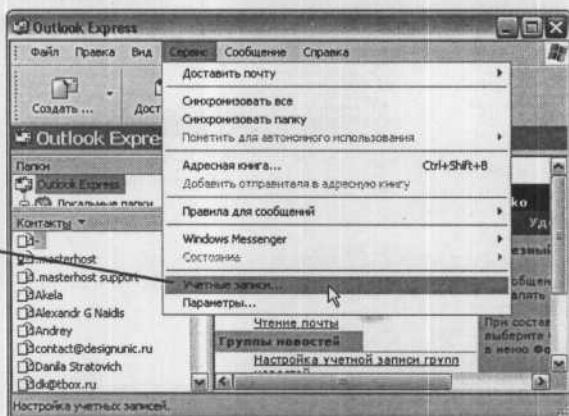 Outlook Express
Файл Правка Вид Сервис Сообщение Справка
Создать ...
Доставить почту
Синхронизовать все
Синхронизовать папку
Пометить для автономного использования
Адресная книга... Ctrl+Shift+B
Добавить отправителя в адресную книгу
Правила для сообщений
Windows Messenger
Состояние
Учетные записи...
Параметры...
Outlook Expre
Папки
Outlook Express
Локальные папки
Контакты
-
.masterhost
.masterhost support
Akela
Alexandr G Naidis
Andrey
contact@designunic.ru
Danila Stratovich
dk@tbox.ru
Чтение почты
Группы новостей
Настройка учетной записи групп
новостей
При состав
выберите
в меню Фо
Настройка учетных записей.